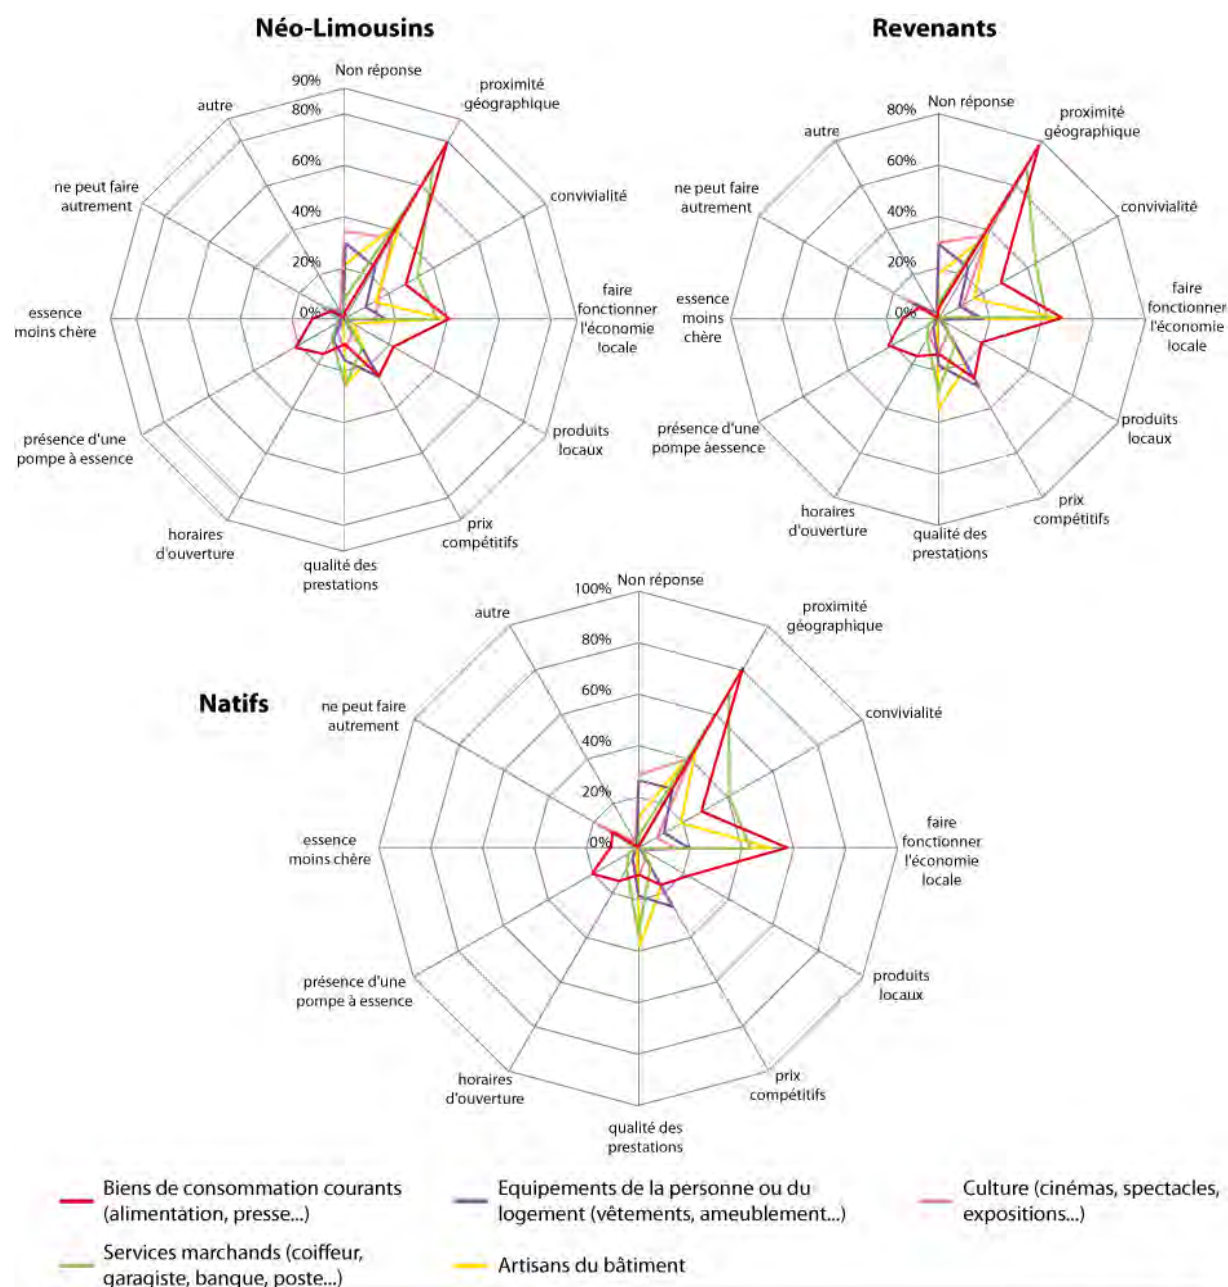 Néo-Limousins
Non réponse
proximité
géographique
convivialité
faire
fonctionner
l'économie
locale
produits
locaux
prix
compétitifs
qualité des
prestations
horaires
d'ouverture
présence d'une
pompe à essence
essence
moins chère
ne peut faire
autrement
autre
90%
80%
60%
40%
20%
0%
Revenants
Non réponse
proximité
géographique
convivialité
faire
fonctionner
l'économie
locale
produits
locaux
prix
compétitifs
qualité des
prestations
horaires
d'ouverture
présence d'une
pompe àessence
essence
moins
chère
ne peut faire
autrement
autre
80%
60%
40%
20%
0%
Natifs
Non réponse
proximité
géographique
convivialité
faire
fonctionner
l'économie
locale
produits
locaux
prix
compétitifs
qualité des
prestations
horaires
d'ouverture
présence d'une
pompe à essence
essence
moins chère
ne peut faire
autrement
autre
100%
80%
60%
40%
20%
0%
Biens de consommation courants
(alimentation, presse...)
Equipements de la personne ou du
logement (vêtements, ameublement...)
Culture (cinémas, spectacles,
expositions...)
Services marchands (coiffeur,
garagiste, banque, poste...)
Artisans du bâtiment